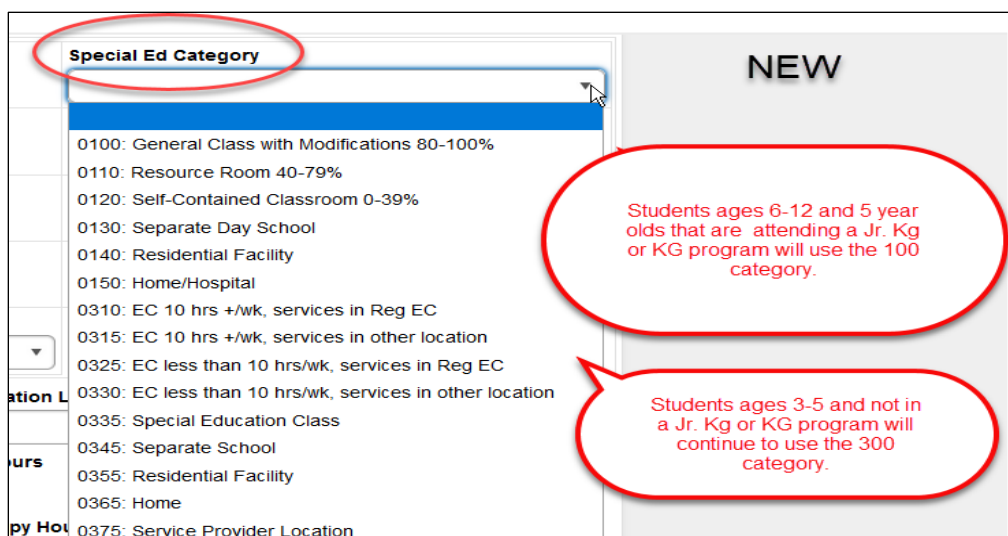 Special Ed Category
NEW
0100: General Class with Modifications 80-100%
0110: Resource Room 40-79%
0120: Self-Contained Classroom 0-39%
0130: Separate Day School
0140: Residential Facility
0150: Home/Hospital
0310: EC 10 hrs +/wk, services in Reg EC
0315: EC 10 hrs +/wk, services in other location
0325: EC less than 10 hrs/wk, services in Reg EC
0330: EC less than 10 hrs/wk, services in other location
0335: Special Education Class
0345: Separate School
0355: Residential Facility
0365: Home
0375: Service Provider Location
Students ages 6-12 and 5 year
olds that are attending a Jr. Kg
or KG program will use the 100
category.
Students ages 3-5 and not in
a Jr. Kg or KG program will
continue to use the 300
category.